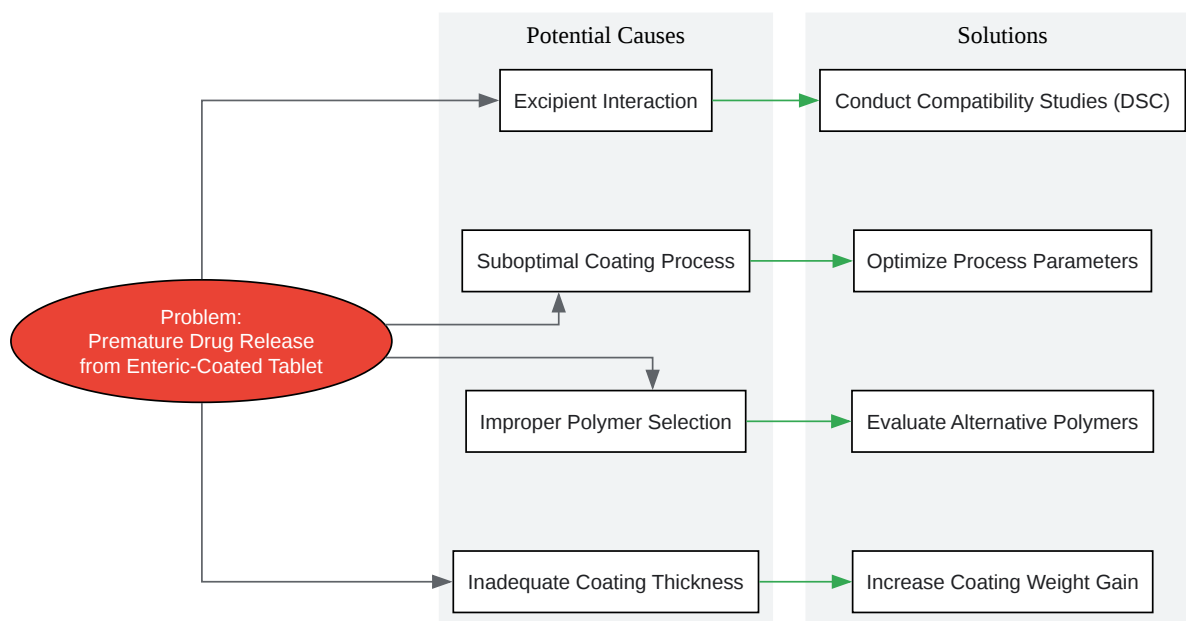 Potential Causes
Solutions
Excipient Interaction
Conduct Compatibility Studies (DSC)
Suboptimal Coating Process
Optimize Process Parameters
Problem:
Premature Drug Release
from Enteric-Coated Tablet
Improper Polymer Selection
Evaluate Alternative Polymers
Inadequate Coating Thickness
Increase Coating Weight Gain